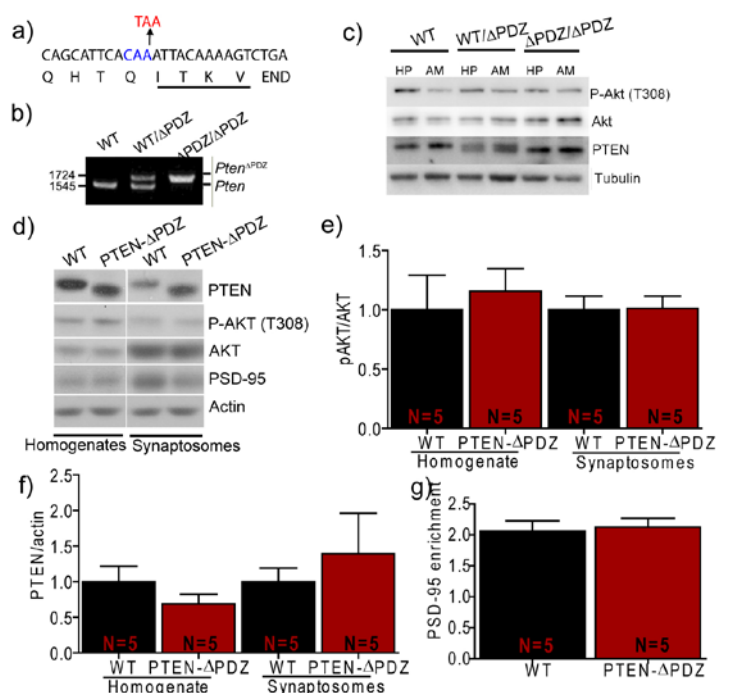 a)
TAA
CAGCATTCACAAATTACAAAAGTCTGA
Q H T Q I T K V END
b)
WT WT/ΔPDZ ΔPDZ/ΔPDZ
1724
1545
Pten^ΔPDZ
Pten
c)
WT WT/ΔPDZ ΔPDZ/ΔPDZ
HP AM HP AM HP AM
P-Akt (T308)
Akt
PTEN
Tubulin
d)
WT PTEN-ΔPDZ WT PTEN-ΔPDZ
PTEN
P-AKT (T308)
AKT
PSD-95
Actin
Homogenates Synaptosomes
e)
pAKT/AKT
1.5
1.0
0.5
0.0
N=5 N=5 N=5 N=5
WT PTEN-ΔPDZ WT PTEN-ΔPDZ
Homogenate Synaptosomes
f)
PTEN/actin
2.5
2.0
1.5
1.0
0.5
0.0
N=5 N=5 N=5 N=5
WT PTEN-ΔPDZ WT PTEN-ΔPDZ
Homogenate Synaptosomes
g)
PSD-95 enrichment
2.5
2.0
1.5
1.0
0.5
0.0
N=5 N=5
WT PTEN-ΔPDZ